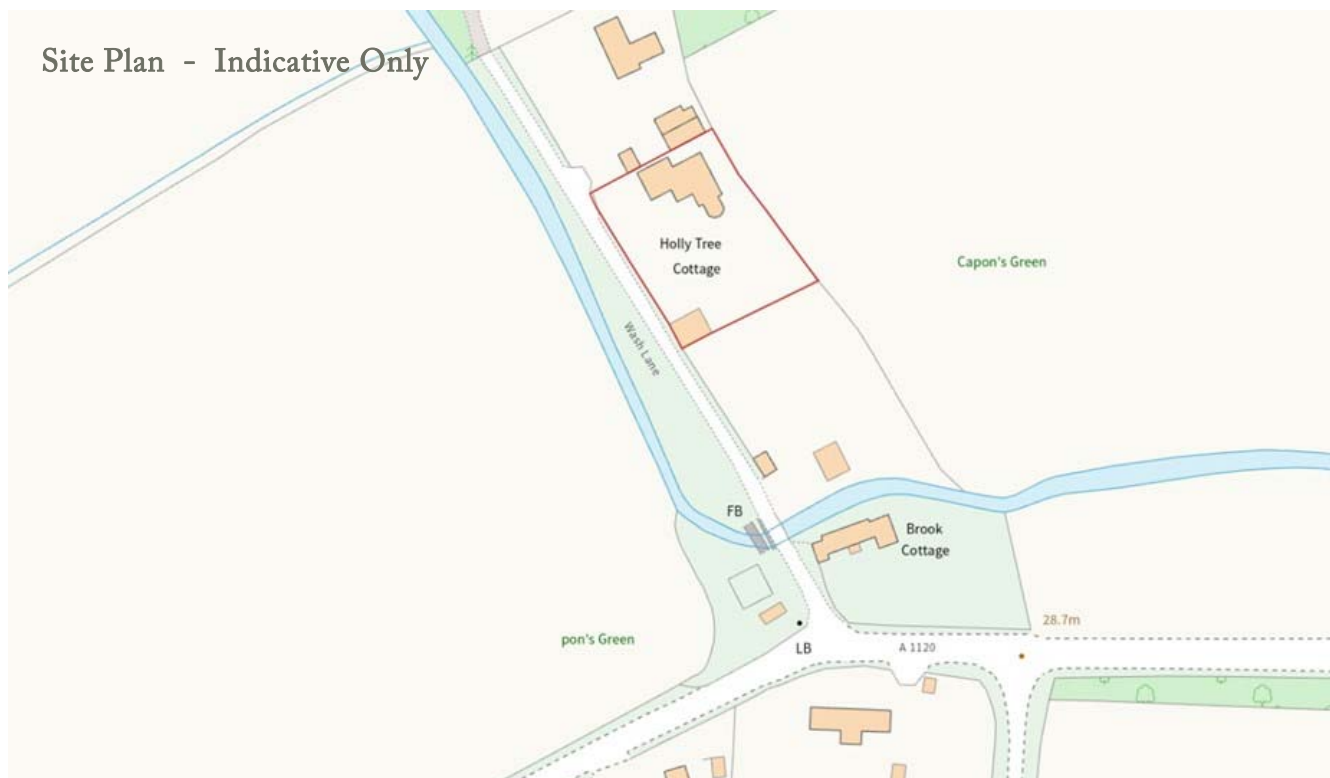 Site Plan - Indicative Only
Holly Tree
Cottage
Capon's Green
Wash Lane
FB
Brook
Cottage
28.7m
pon's Green
LB
A 1120